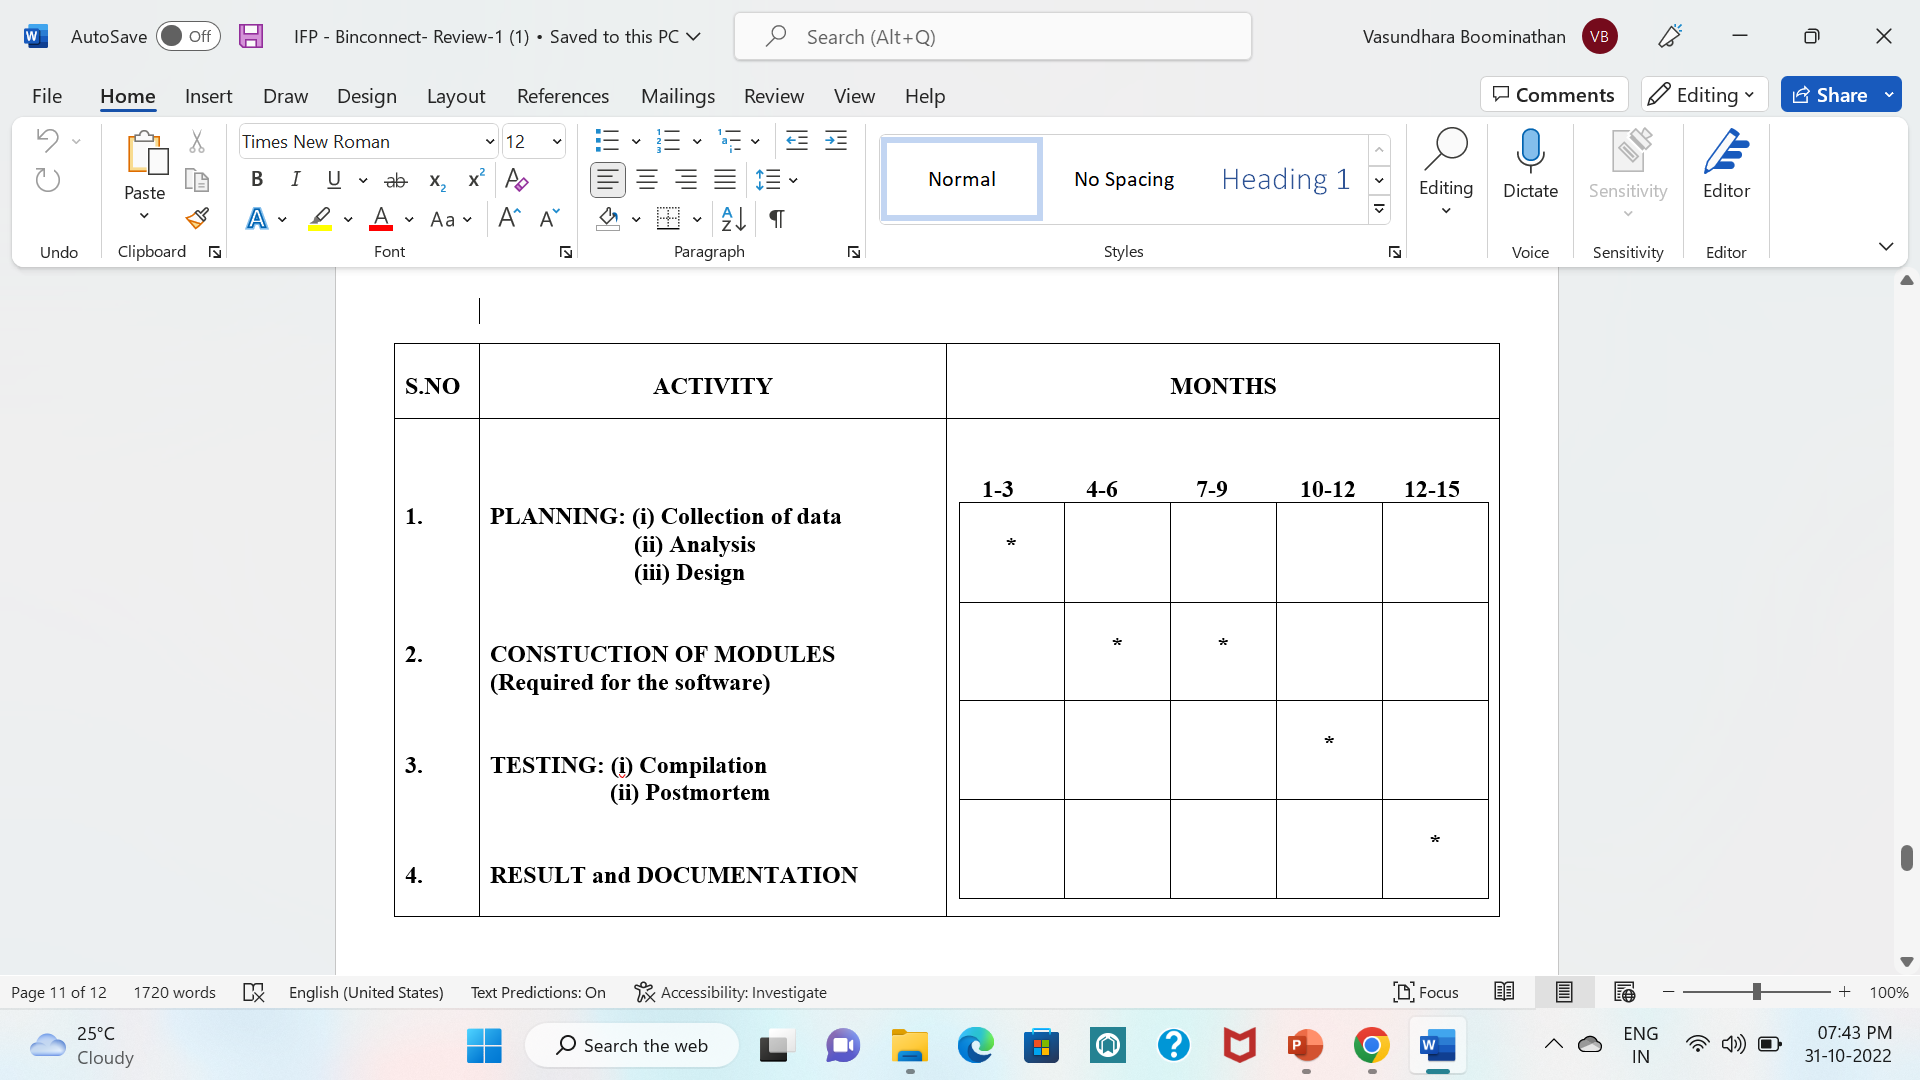 AutoSave Off IFP - Binconnect- Review-1 (1) • Saved to this PC Search (Alt+Q) Vasundhara Boominathan VB
File Home Insert Draw Design Layout References Mailings Review View Help Comments Editing Share
Times New Roman 12
Paste
Normal No Spacing Heading 1
Editing Dictate Sensitivity Editor
Undo Clipboard Font Paragraph Styles Voice Sensitivity Editor
S.NO ACTIVITY MONTHS
1-3 4-6 7-9 10-12 12-15
1. PLANNING: (i) Collection of data
(ii) Analysis
(iii) Design
*
2. CONSTUCTION OF MODULES
(Required for the software)
* *
3. TESTING: (i) Compilation
(ii) Postmortem
*
4. RESULT and DOCUMENTATION
*
Page 11 of 12 1720 words English (United States) Text Predictions: On Accessibility: Investigate Focus 100%
25°C
Cloudy
Search the web
ENG
IN
07:43 PM
31-10-2022